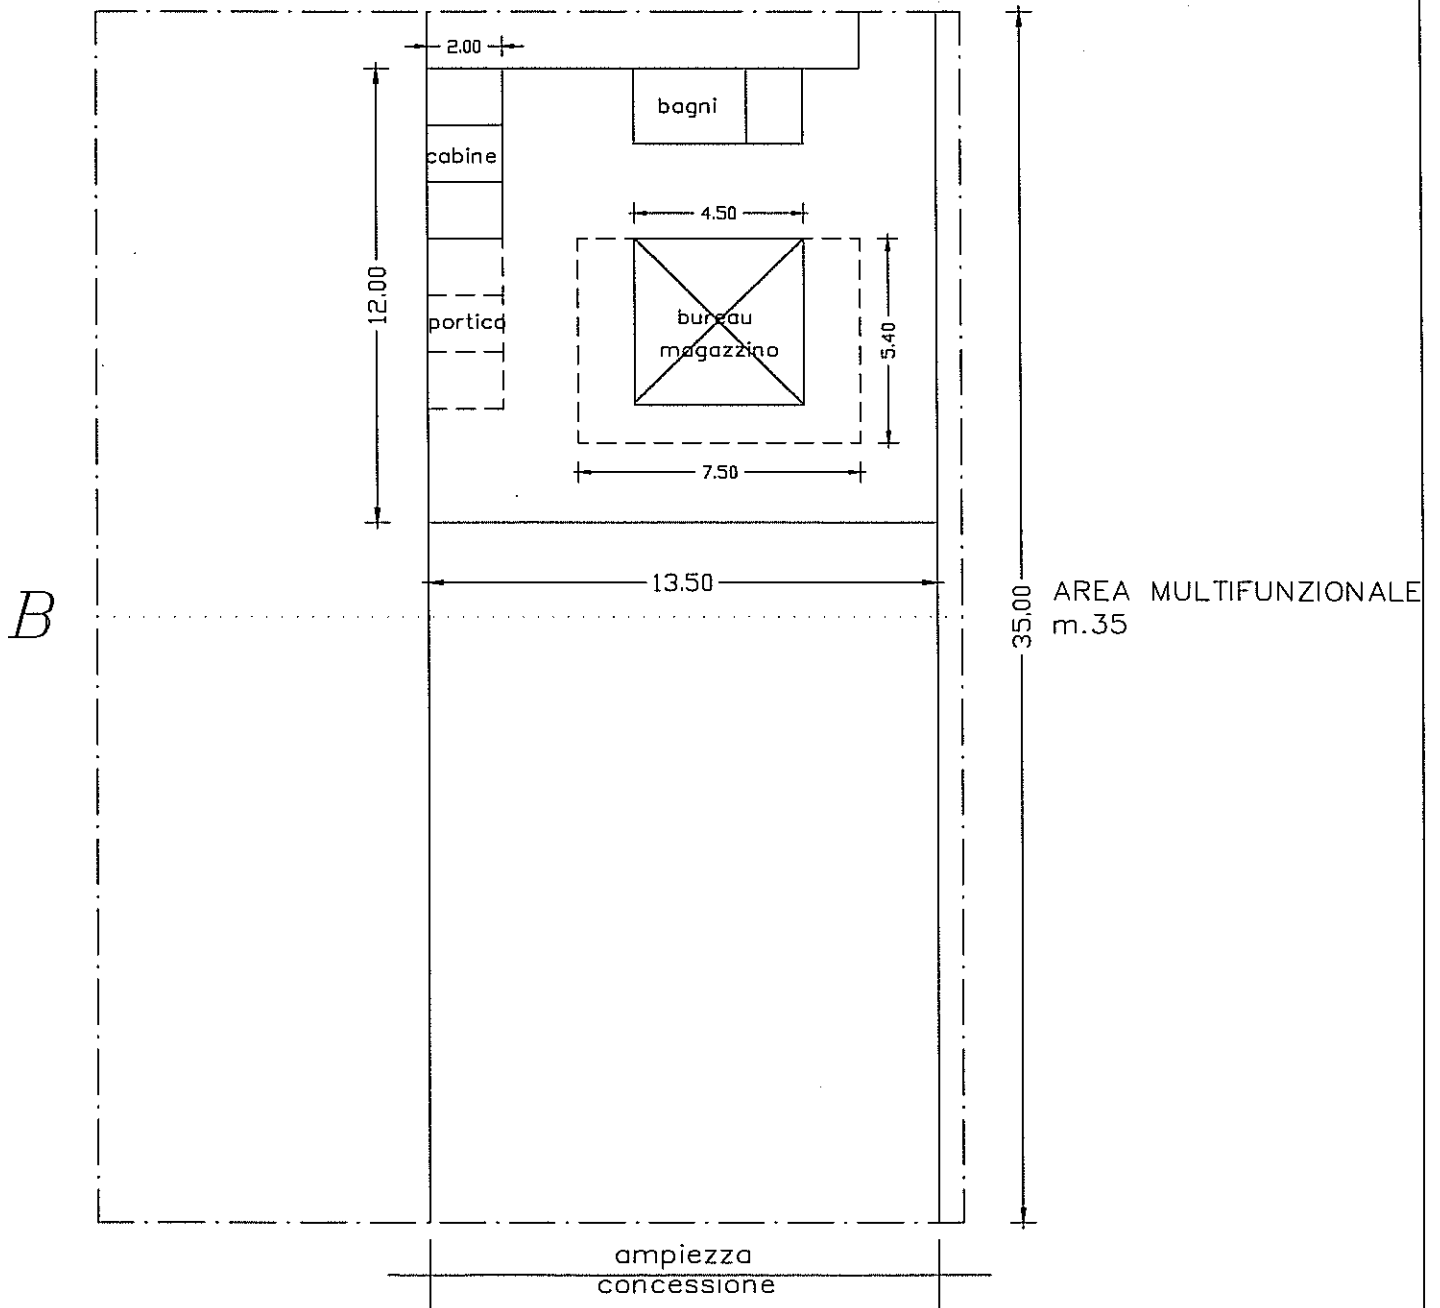 2.00
bagni
cabine
4.50
12.00
portico
bureau
magazzino
5.40
7.50
13.50
B
35.00
AREA MULTIFUNZIONALE
m.35
ampiezza
concessione